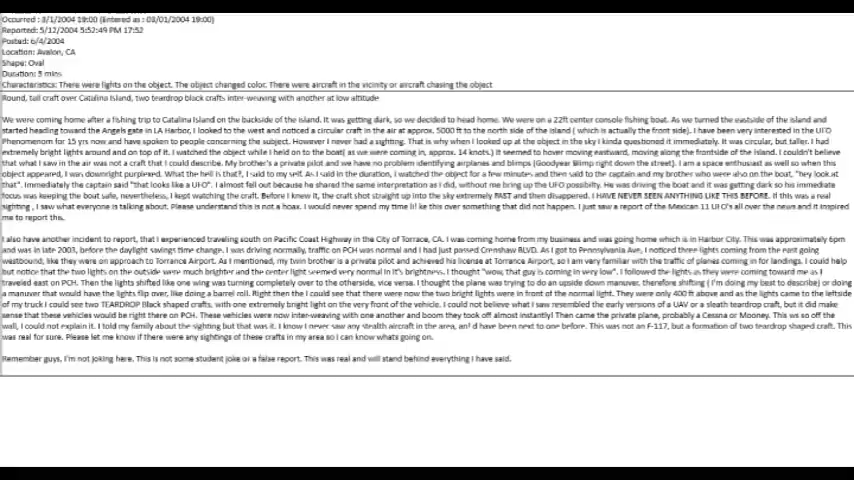 Occurred : 3/1/2004 19:00 (Entered as : 03/01/2004 19:00)
Reported: 5/12/2004 5:52:49 PM 17:52
Posted: 6/4/2004
Location: Avalon, CA
Shape: Oval
Duration: 3 mins
Characteristics: There were lights on the object, The object changed color, There were aircraft in the vicinity or aircraft chasing the object
Round, tall craft over Catalina Island, two teardrop black crafts inter-weaving with another at low altitude
We were coming home after a fishing trip to Catalina Island on the backside of the island. It was getting dark, so we decided to head home. We were on a 22ft center console fishing boat. As we turned the eastside of the island and
started heading toward the Angels gate in LA Harbor, I looked to the west and noticed a circular craft in the air at approx. 5000 ft to the north side of the island ( which is actually the front side). I have been very interested in the UFO
Phenomenom for 15 yrs now and have spoken to people concerning the subject. However I never had a sighting. That is why when I looked up at the object in the sky I kinda questioned it immediately. It was circular, but taller. I had
extremely bright lights around and on top of it. I watched the object while I held on to the boat( as we were coming in, approx. 14 knots.) It seemed to hover moving eastward, moving along the frontside of the island. I couldn't believe
that what I saw in the air was not a craft that I could describe. My brother's a private pilot and we have no problem identifying airplanes and blimps (Goodyear Blimp right down the street). I am a space enthusiast as well so when this
object appeared, I was downright purplexed. What the hell is that?, I said to my self. As I said in the duration, I watched the object for a few minutes and then said to the captain and my brother who were also on the boat, "hey look at
that". Immediately the captain said "that looks like a UFO". I almost fell out because he shared the same interpretation as I did, without me bring up the UFO possibilty. He was driving the boat and it was getting dark so his immediate
focus was keeping the boat safe, nevertheless, I kept watching the craft. Before I knew it, the craft shot straight up into the sky extremely FAST and then disappered. I HAVE NEVER SEEN ANYTHING LIKE THIS BEFORE. If this was a real
sighting , I saw what everyone is talking about. Please understand this is not a hoax. I would never spend my time li ke this over something that did not happen. I just saw a report of the Mexican 11 UFO's all over the news and it inspired
me to report this.
I also have another incident to report, that I experienced traveling south on Pacific Coast Highway in the City of Torrance, CA. I was coming home from my business and was going home which is in Harbor City. This was approximately 6pm
and was in late 2003, before the daylight savings time change. I was driving normally, traffic on PCH was normal and I had just passed Crenshaw BLVD. As I got to Pennsylvania Ave, I noticed three lights coming from the east going
westbound, like they were on approach to Torrance Airport. As I mentioned, my twin brother is a private pilot and achieved his license at Torrance Airport, so I am very familiar with the traffic of planes coming in for landings. I could help
but notice that the two lights on the outside were much brighter and the center light seemed very normal in it's brightness. I thought "wow, that guy is coming in very low". I followed the lights as they were coming toward me as I
traveled east on PCH. Then the lights shifted like one wing was turning completely over to the otherside, vice versa. I thought the plane was trying to do an upside down manuver, therefore shifting ( I'm doing my best to describe) or doing
a manuver that would have the lights flip over, like doing a barrel roll. Right then the I could see that there were now the two bright lights were in front of the normal light. They were only 400 ft above and as the lights came to the leftside
of my truck I could see two TEARDROP Black shaped crafts, with one extremely bright light on the very front of the vehicle. I could not believe what I saw resembled the early versions of a UAV or a sleath teardrop craft, but it did make
sense that these vehicles would be right there on PCH. These vehicles were now inter-weaving with one another and boom they took off almost instantly! Then came the private plane, probably a Cessna or Mooney. This ws so off the
wall, I could not explain it. I told my family about the sighting but that was it. I know I never saw any stealth aircraft in the area, and I'd have been next to one before. This was not an F-117, but a formation of two teardrop shaped craft. This
was real for sure. Please let me know if there were any sightings of these crafts in my area so I can know whats going on.
Remember guys, I'm not joking here. This is not some student joke or a false report. This was real and will stand behind everything I have said.